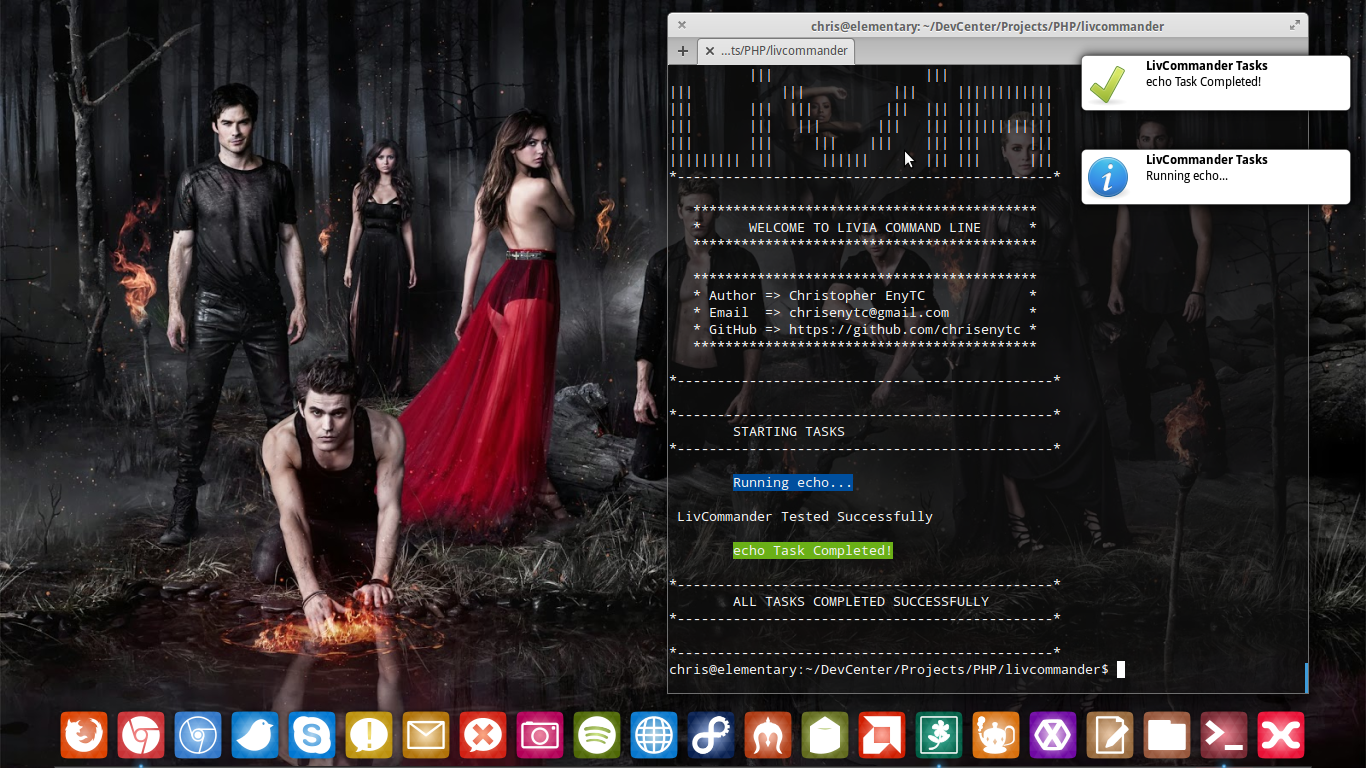 chris@elementary: ~/DevCenter/Projects/PHP/livcommander
...ts/PHP/livcommander
LivCommander Tasks
echo Task Completed!
LivCommander Tasks
Running echo...
LIVIA
*-----------------------------------------------*
*******************************************
* WELCOME TO LIVIA COMMAND LINE *
*******************************************
*******************************************
* Author => Christopher EnyTC *
* Email => chrisenytc@gmail.com *
* GitHub => https://github.com/chrisenytc *
*******************************************
*-----------------------------------------------*
*-----------------------------------------------*
STARTING TASKS
*-----------------------------------------------*
Running echo...
LivCommander Tested Successfully
echo Task Completed!
*-----------------------------------------------*
ALL TASKS COMPLETED SUCCESSFULLY
*-----------------------------------------------*
*-----------------------------------------------*
chris@elementary:~/DevCenter/Projects/PHP/livcommander$